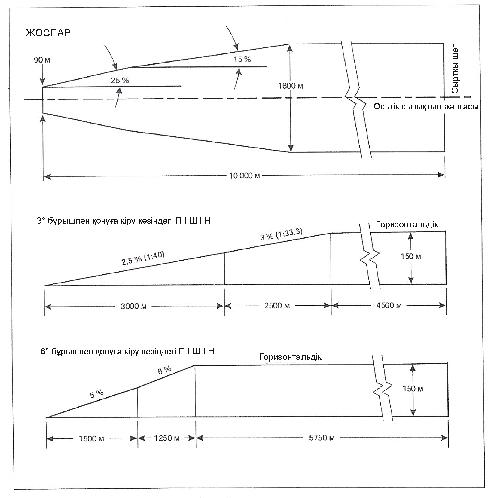 ЖОСПАР
90 м
15 %
25 %
1800 м
Сыртқы шет
10 000 м
3° бұрышпен қонуға кіру кезіндегі П І Ш І Н
2,5 % (1:40)
3 % (1:33,3)
Горизонтальдік
150 м
3000 м
2500 м
4500 м
6° бұрышпен қонуға кіру кезіндегі П І Ш І Н
5 %
6 %
Горизонтальдік
150 м
1500 м
1250 м
5750 м